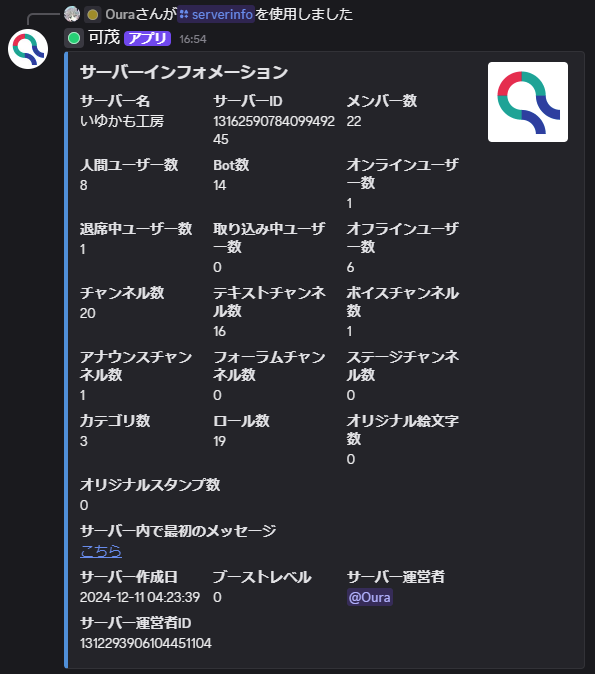 Ouraさんが serverinfo を使用しました
可茂 アプリ 16:54
サーバーインフォメーション
サーバー名 サーバーID メンバー数
いゆかも工房 13162590784099492 22
45
人間ユーザー数 Bot数 オンラインユーザ
8 14 ー数
1
退席中ユーザー数 取り込み中ユーザ オフラインユーザ
1 ー数 ー数
0 6
チャンネル数 テキストチャンネ ボイスチャンネル
20 ル数 数
16 1
アナウンスチャン フォーラムチャン ステージチャンネ
ネル数 ネル数 ル数
1 0 0
カテゴリ数 ロール数 オリジナル絵文字
3 19 数
0
オリジナルスタンプ数
0
サーバー内で最初のメッセージ
こちら
サーバー作成日 ブーストレベル サーバー運営者
2024-12-11 04:23:39 0 @Oura
サーバー運営者ID
1312293906104451104